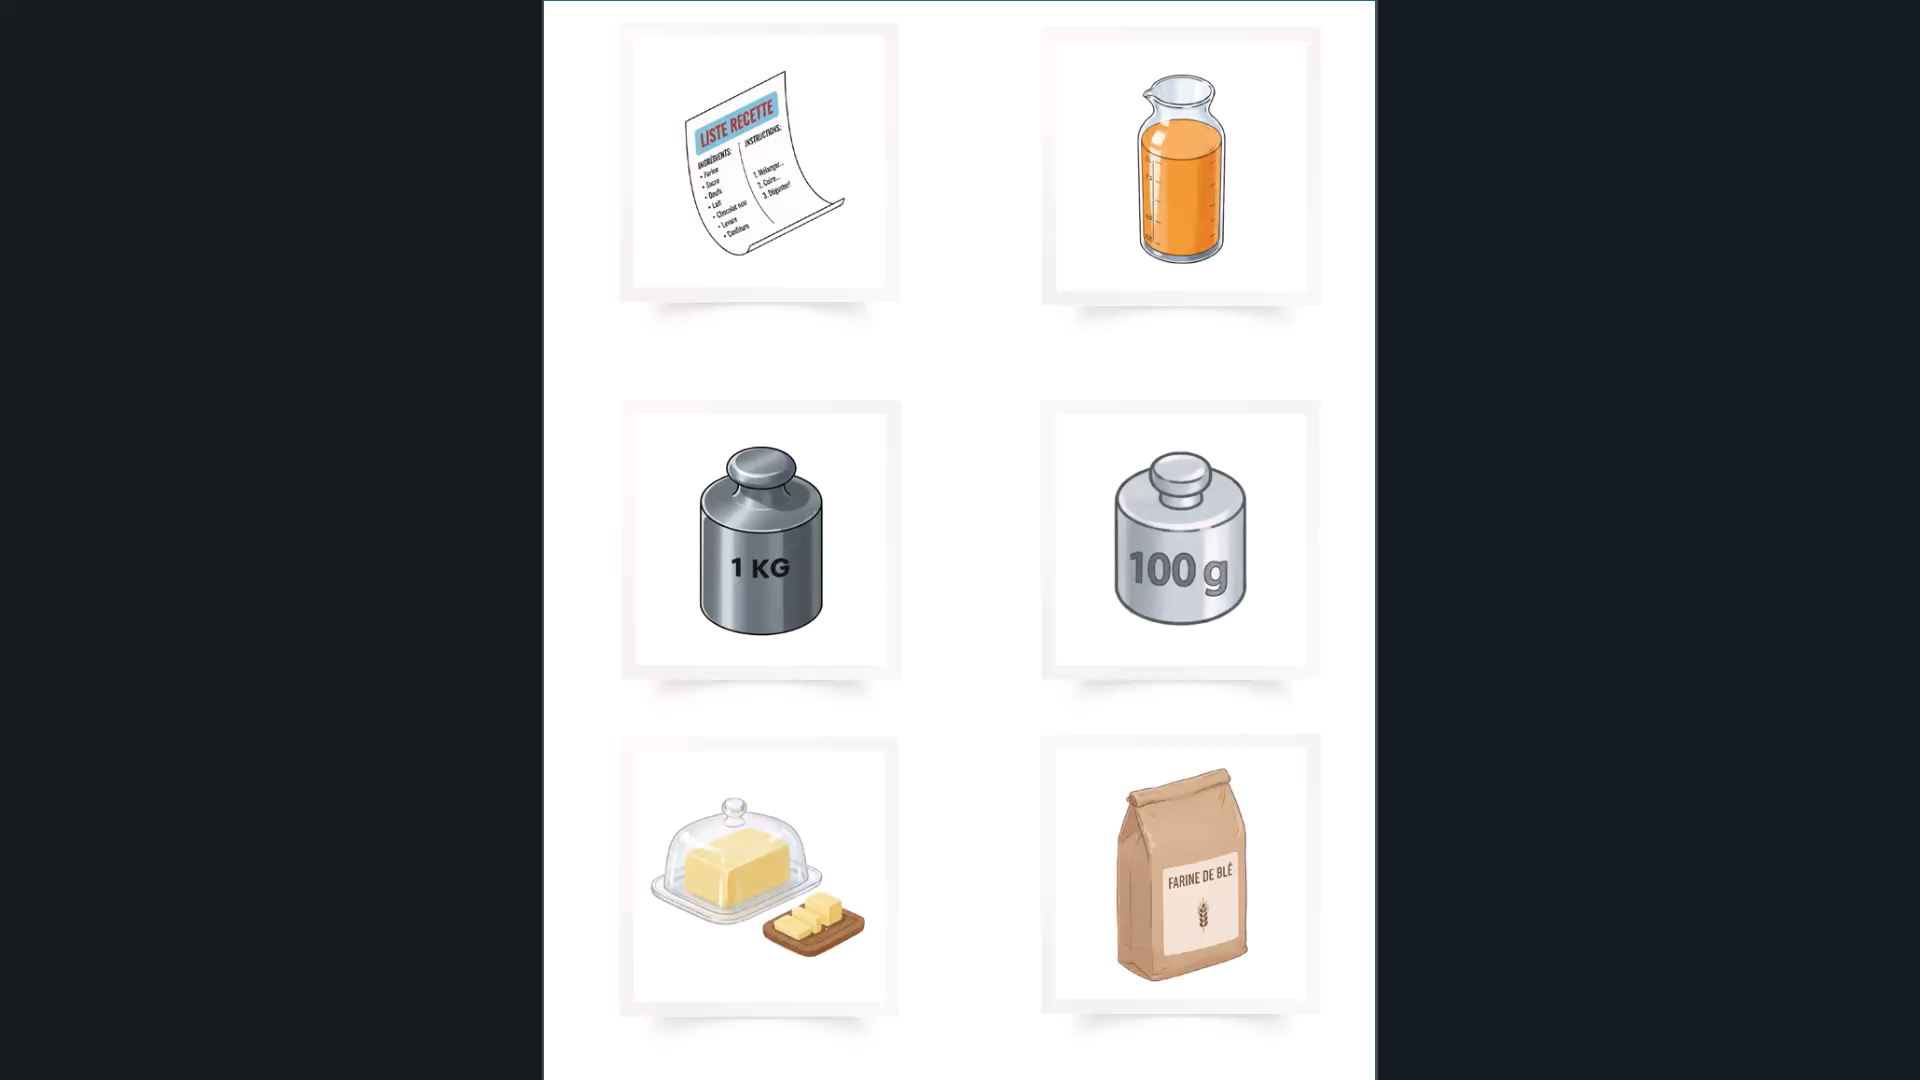 LISTE RECETTE
INGRÉDIENTS:
• Farine
• Sucre
• Oeufs
• Lait
• Chocolat noir
• Levure
• Confiture
INSTRUCTIONS:
1. Mélanger...
2. Cuire...
3. Déguster!
1 KG
100 g
FARINE DE BLÉ